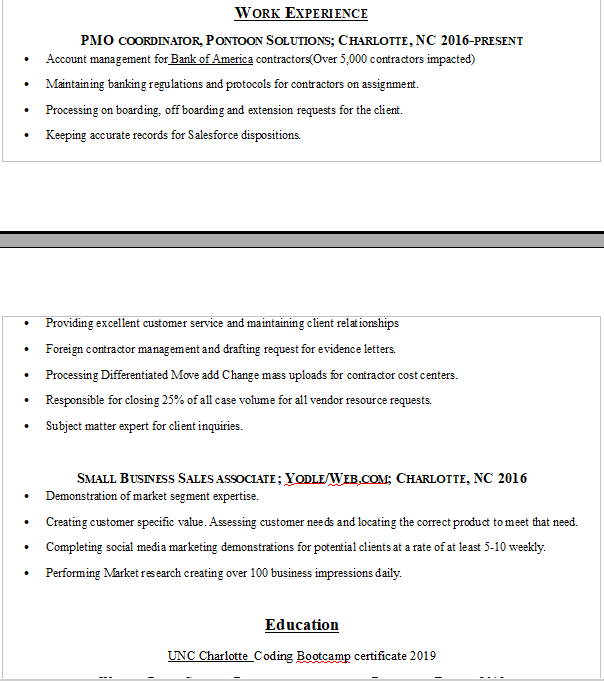 WORK EXPERIENCE
PMO COORDINATOR, PONTOON SOLUTIONS; CHARLOTTE, NC 2016-PRESENT
• Account management for Bank of America contractors(Over 5,000 contractors impacted)
• Maintaining banking regulations and protocols for contractors on assignment.
• Processing on boarding, off boarding and extension requests for the client.
• Keeping accurate records for Salesforce dispositions.
• Providing excellent customer service and maintaining client relationships
• Foreign contractor management and drafting request for evidence letters.
• Processing Differentiated Move add Change mass uploads for contractor cost centers.
• Responsible for closing 25% of all case volume for all vendor resource requests.
• Subject matter expert for client inquiries.
SMALL BUSINESS SALES ASSOCIATE; YODLE/WEB.COM; CHARLOTTE, NC 2016
• Demonstration of market segment expertise.
• Creating customer specific value. Assessing customer needs and locating the correct product to meet that need.
• Completing social media marketing demonstrations for potential clients at a rate of at least 5-10 weekly.
• Performing Market research creating over 100 business impressions daily.
Education
UNC Charlotte Coding Bootcamp certificate 2019